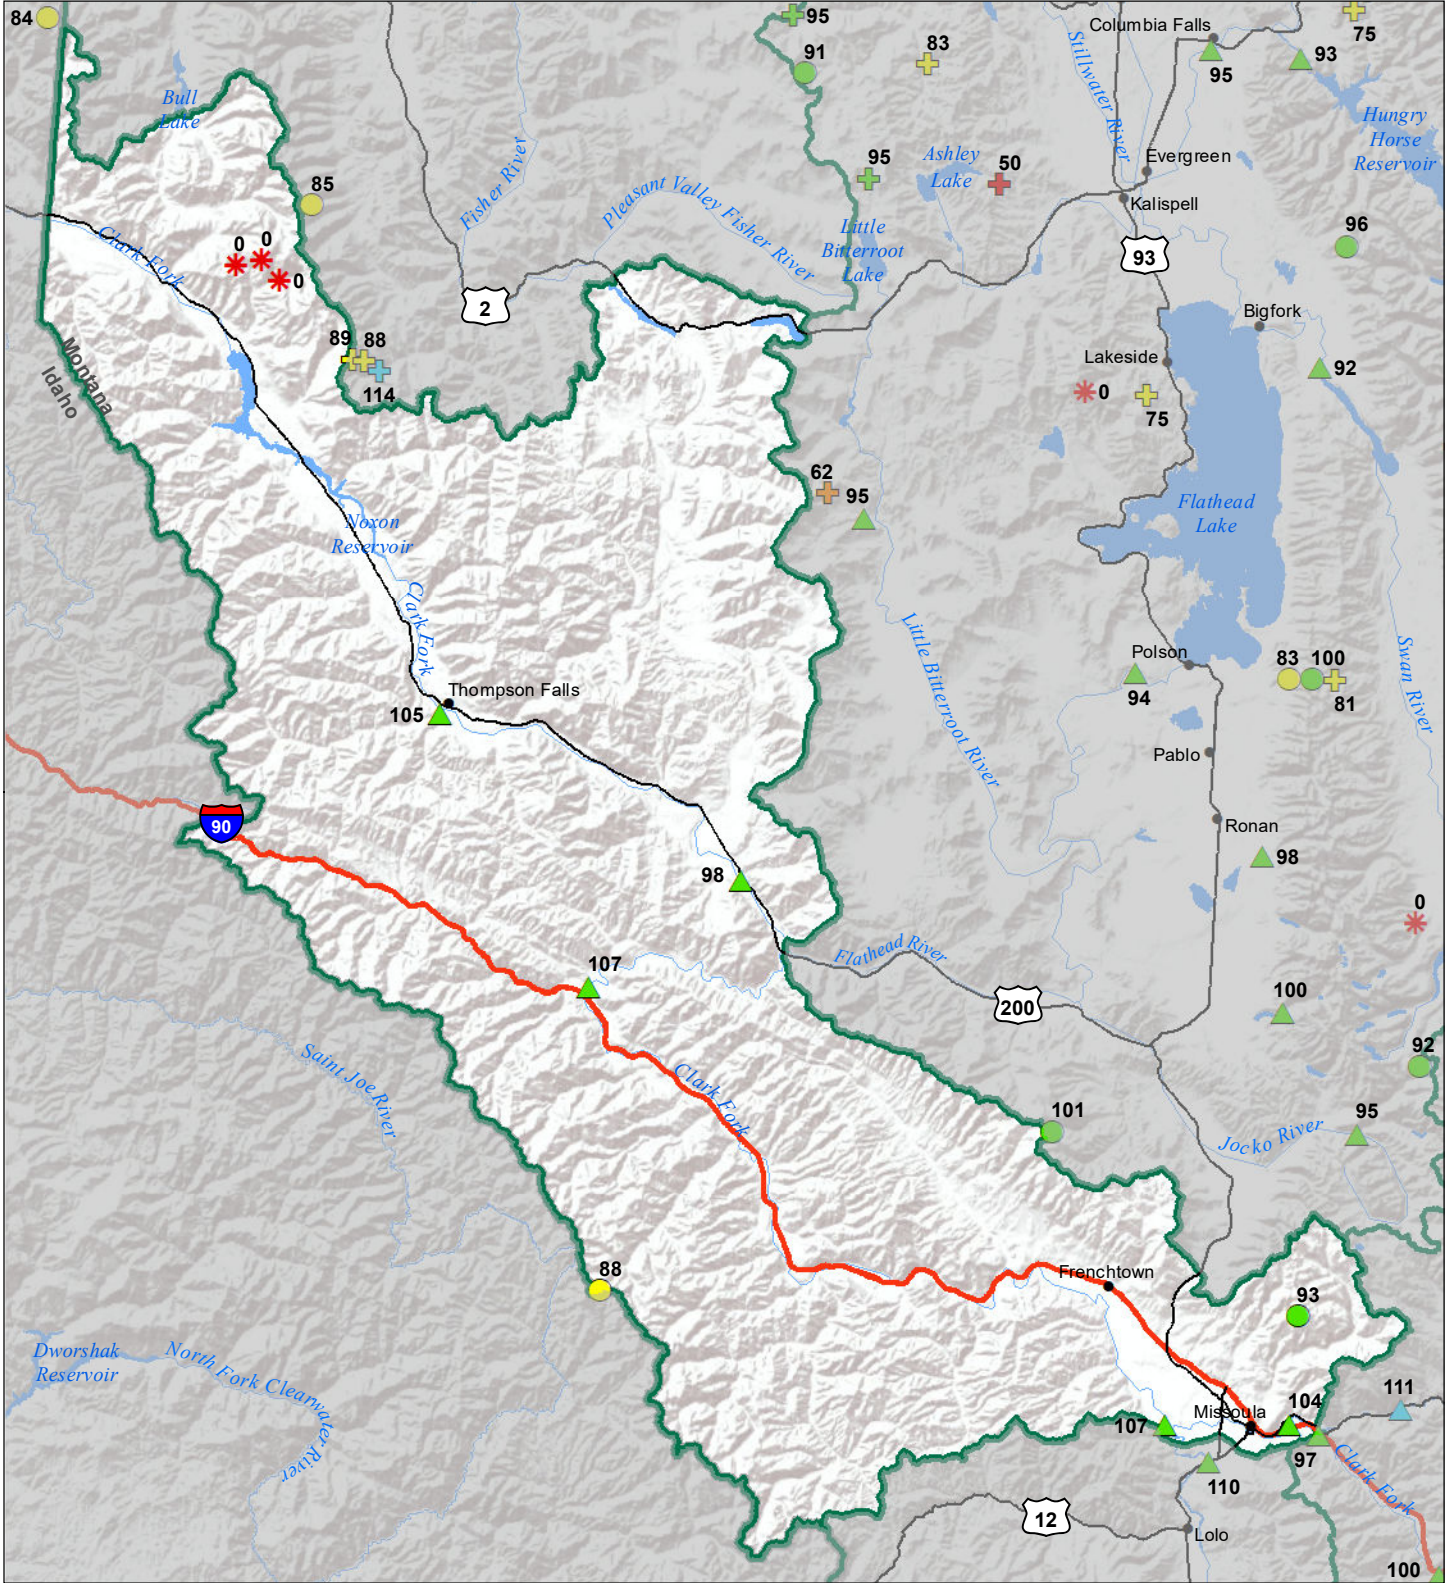 84
95
91
83
Columbia Falls
75
95
93
Stillwater River
Bull
Lake
Hungry
Horse
Reservoir
Fisher River
Evergreen
95
Ashley
Lake
50
85
Pleasant Valley Fisher River
Kalispell
Little
Bitterroot
Lake
96
93
Clark Fork
0
0
0
2
Bigfork
89
88
114
Montana
Idaho
Lakeside
92
0
75
62
95
Flathead
Lake
Noxon
Reservoir
Clark Fork
Little Bitterroot River
Swan River
Polson
94
83
100
81
Thompson Falls
105
Pablo
90
Ronan
98
98
0
Flathead River
107
200
100
92
Saint Joe River
Clark Fork
101
95
Jocko River
88
Frenchtown
93
Dworshak
Reservoir
North Fork Clearwater
River
111
104
Missoula
107
97
110
Clark Fork
12
Lolo
100